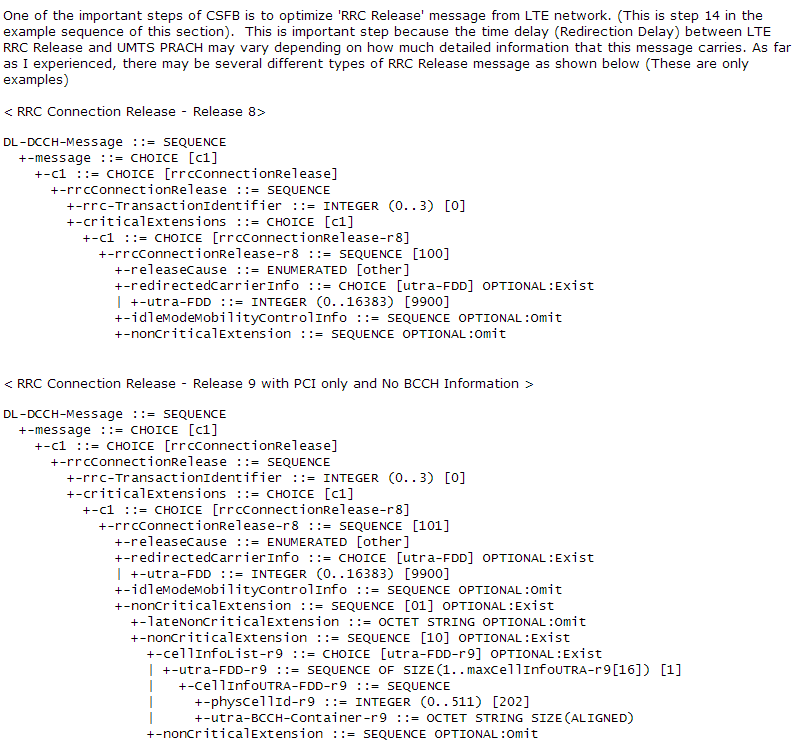 One of the important steps of CSFB is to optimize 'RRC Release' message from LTE network. (This is step 14 in the
example sequence of this section).  This is important step because the time delay (Redirection Delay) between LTE
RRC Release and UMTS PRACH may vary depending on how much detailed information that this message carries. As far
as I experienced, there may be several different types of RRC Release message as shown below (These are only
examples)

< RRC Connection Release - Release 8>

DL-DCCH-Message ::= SEQUENCE
  +-message ::= CHOICE [c1]
    +-c1 ::= CHOICE [rrcConnectionRelease]
      +-rrcConnectionRelease ::= SEQUENCE
        +-rrc-TransactionIdentifier ::= INTEGER (0..3) [0]
        +-criticalExtensions ::= CHOICE [c1]
          +-c1 ::= CHOICE [rrcConnectionRelease-r8]
            +-rrcConnectionRelease-r8 ::= SEQUENCE [100]
              +-releaseCause ::= ENUMERATED [other]
              +-redirectedCarrierInfo ::= CHOICE [utra-FDD] OPTIONAL:Exist
              | +-utra-FDD ::= INTEGER (0..16383) [9900]
              +-idleModeMobilityControlInfo ::= SEQUENCE OPTIONAL:Omit
              +-nonCriticalExtension ::= SEQUENCE OPTIONAL:Omit

< RRC Connection Release - Release 9 with PCI only and No BCCH Information >

DL-DCCH-Message ::= SEQUENCE
  +-message ::= CHOICE [c1]
    +-c1 ::= CHOICE [rrcConnectionRelease]
      +-rrcConnectionRelease ::= SEQUENCE
        +-rrc-TransactionIdentifier ::= INTEGER (0..3) [0]
        +-criticalExtensions ::= CHOICE [c1]
          +-c1 ::= CHOICE [rrcConnectionRelease-r8]
            +-rrcConnectionRelease-r8 ::= SEQUENCE [101]
              +-releaseCause ::= ENUMERATED [other]
              +-redirectedCarrierInfo ::= CHOICE [utra-FDD] OPTIONAL:Exist
              | +-utra-FDD ::= INTEGER (0..16383) [9900]
              +-idleModeMobilityControlInfo ::= SEQUENCE OPTIONAL:Omit
              +-nonCriticalExtension ::= SEQUENCE [01] OPTIONAL:Exist
                +-lateNonCriticalExtension ::= OCTET STRING OPTIONAL:Omit
                +-nonCriticalExtension ::= SEQUENCE [10] OPTIONAL:Exist
                  +-cellInfoList-r9 ::= CHOICE [utra-FDD-r9] OPTIONAL:Exist
                  | +-utra-FDD-r9 ::= SEQUENCE OF SIZE(1..maxCellInfoUTRA-r9[16]) [1]
                  |   +-CellInfoUTRA-FDD-r9 ::= SEQUENCE
                  |     +-physCellId-r9 ::= INTEGER (0..511) [202]
                  |     +-utra-BCCH-Container-r9 ::= OCTET STRING SIZE(ALIGNED)
                  +-nonCriticalExtension ::= SEQUENCE OPTIONAL:Omit